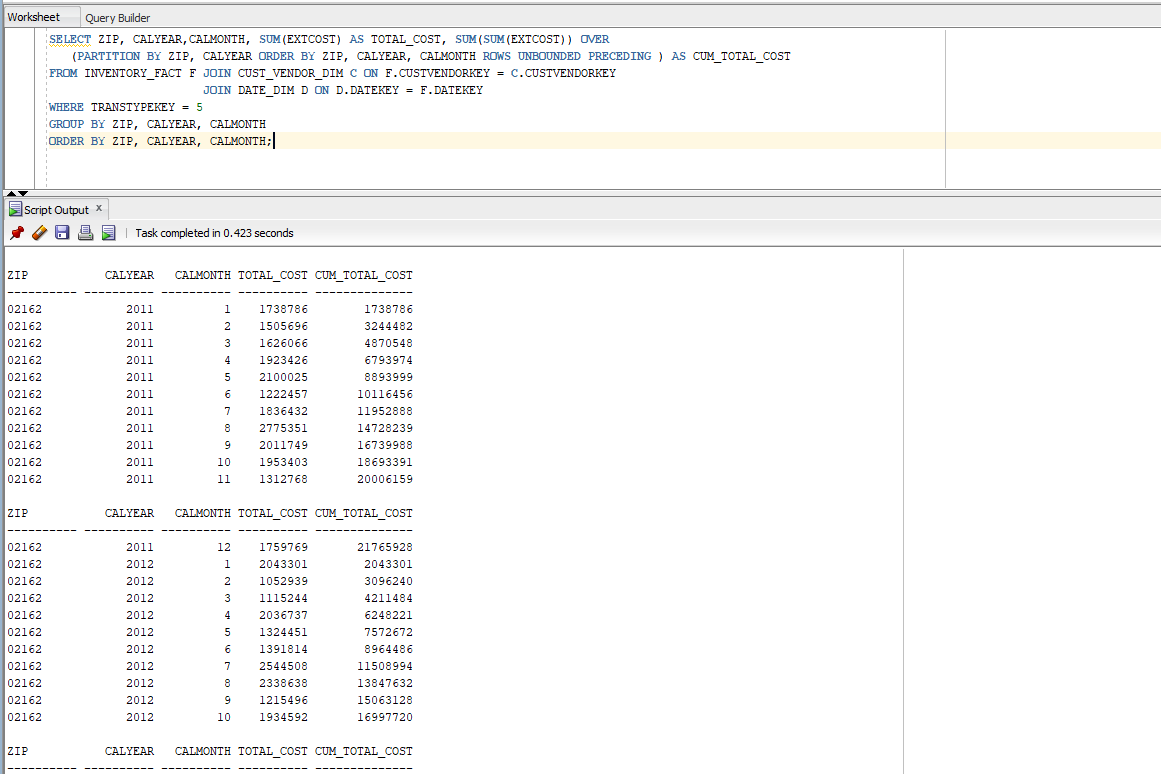 Worksheet Query Builder
SELECT ZIP, CALYEAR,CALMONTH, SUM(EXTCOST) AS TOTAL_COST, SUM(SUM(EXTCOST)) OVER
(PARTITION BY ZIP, CALYEAR ORDER BY ZIP, CALYEAR, CALMONTH ROWS UNBOUNDED PRECEDING ) AS CUM_TOTAL_COST
FROM INVENTORY_FACT F JOIN CUST_VENDOR_DIM C ON F.CUSTVENDORKEY = C.CUSTVENDORKEY
JOIN DATE_DIM D ON D.DATEKEY = F.DATEKEY
WHERE TRANSTYPEKEY = 5
GROUP BY ZIP, CALYEAR, CALMONTH
ORDER BY ZIP, CALYEAR, CALMONTH;
Script Output x
Task completed in 0.423 seconds
ZIP CALYEAR CALMONTH TOTAL_COST CUM_TOTAL_COST
---------- ---------- ---------- ---------- --------------
02162 2011 1 1738786 1738786
02162 2011 2 1505696 3244482
02162 2011 3 1626066 4870548
02162 2011 4 1923426 6793974
02162 2011 5 2100025 8893999
02162 2011 6 1222457 10116456
02162 2011 7 1836432 11952888
02162 2011 8 2775351 14728239
02162 2011 9 2011749 16739988
02162 2011 10 1953403 18693391
02162 2011 11 1312768 20006159
ZIP CALYEAR CALMONTH TOTAL_COST CUM_TOTAL_COST
---------- ---------- ---------- ---------- --------------
02162 2011 12 1759769 21765928
02162 2012 1 2043301 2043301
02162 2012 2 1052939 3096240
02162 2012 3 1115244 4211484
02162 2012 4 2036737 6248221
02162 2012 5 1324451 7572672
02162 2012 6 1391814 8964486
02162 2012 7 2544508 11508994
02162 2012 8 2338638 13847632
02162 2012 9 1215496 15063128
02162 2012 10 1934592 16997720
ZIP CALYEAR CALMONTH TOTAL_COST CUM_TOTAL_COST
---------- ---------- ---------- ---------- --------------